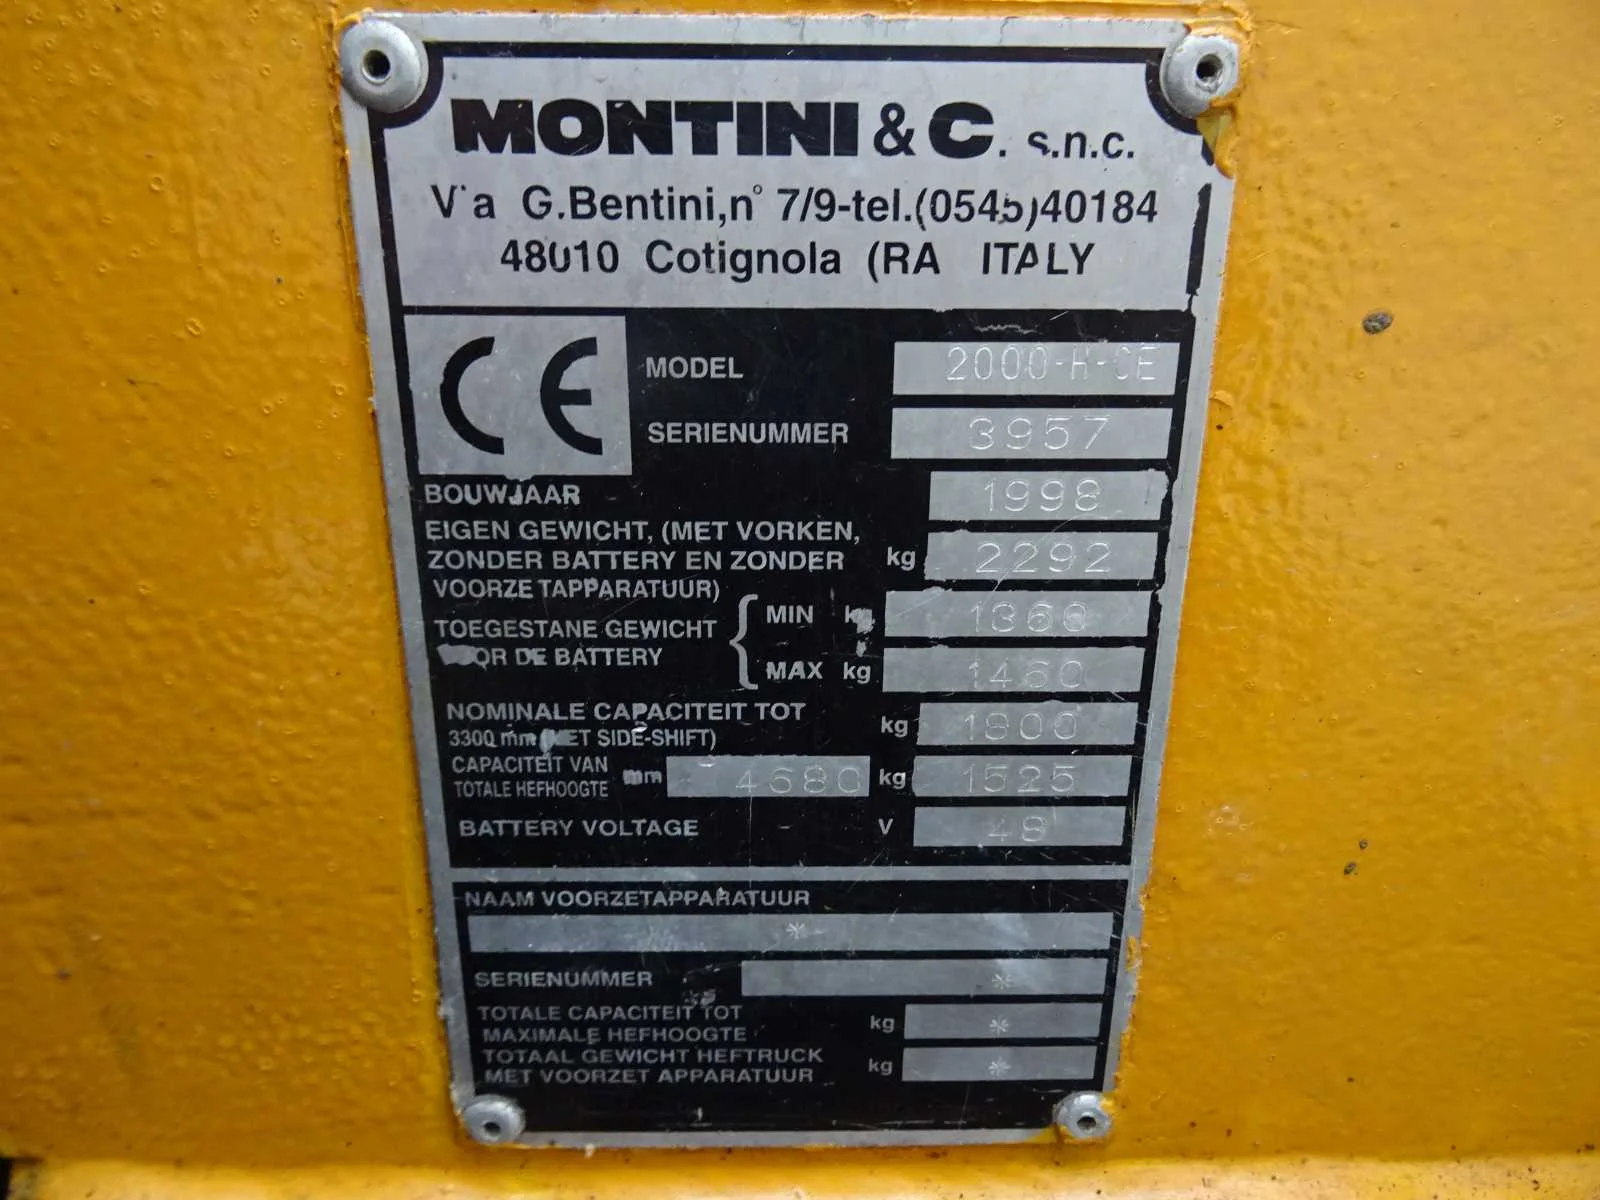 MONTINI & C. s.n.c.
Via G.Bentini,n° 7/9-tel.(0545)40184
48010 Cotignola (RA ITALY
CE
MODEL 2000-H-CE
SERIENUMMER 3957
BOUWJAAR 1998
EIGEN GEWICHT, (MET VORKEN,
ZONDER BATTERY EN ZONDER kg 2292
VOORZETAPPARATUUR)
TOEGESTANE GEWICHT MIN kg 1360
VOOR DE BATTERY MAX kg 1460
NOMINALE CAPACITEIT TOT kg 1800
3300 mm (MET SIDE-SHIFT)
CAPACITEIT VAN mm 4680 kg 1525
TOTALE HEFHOOGTE
BATTERY VOLTAGE V 48
NAAM VOORZETAPPARATUUR
*
SERIENUMMER *
TOTALE CAPACITEIT TOT kg *
MAXIMALE HEFHOOGTE
TOTAAL GEWICHT HEFTRUCK kg *
MET VOORZET APPARATUUR